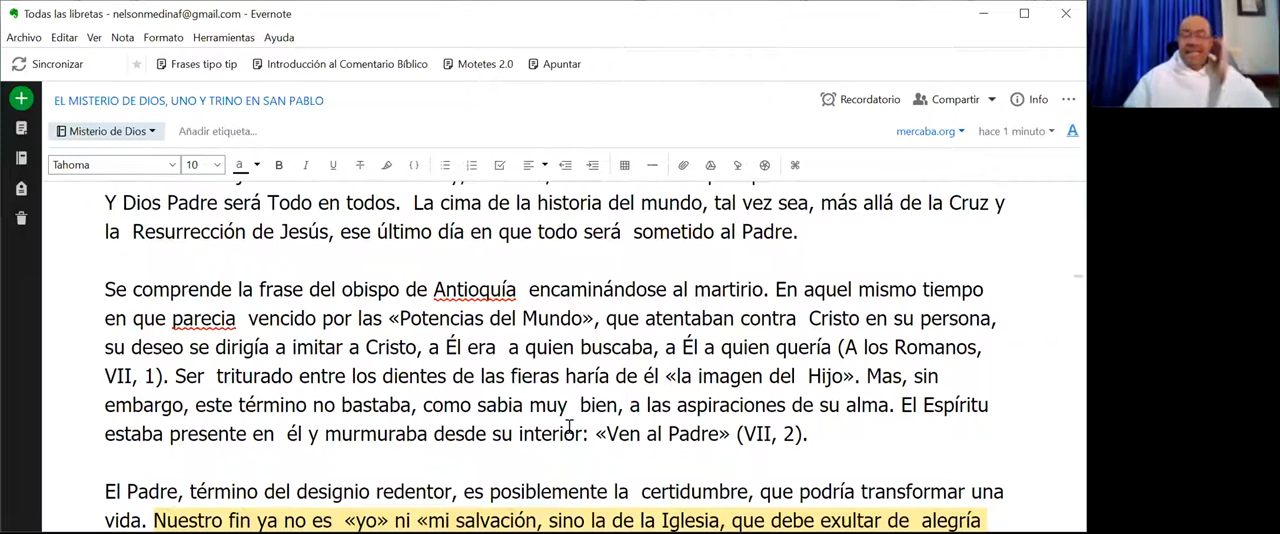 Todas las libretas - nelsonmedinaf@gmail.com - Evernote
Archivo Editar Ver Nota Formato Herramientas Ayuda
Sincronizar Frases tipo tip Introducción al Comentario Bíblico Motetes 2.0 Apuntar
EL MISTERIO DE DIOS, UNO Y TRINO EN SAN PABLO Recordatorio Compartir Info
Misterio de Dios Añadir etiqueta... mercaba.org hace 1 minuto
Tahoma 10
Y Dios Padre será Todo en todos. La cima de la historia del mundo, tal vez sea, más allá de la Cruz y
la Resurrección de Jesús, ese último día en que todo será sometido al Padre.
Se comprende la frase del obispo de Antioquía encaminándose al martirio. En aquel mismo tiempo
en que parecia vencido por las «Potencias del Mundo», que atentaban contra Cristo en su persona,
su deseo se dirigía a imitar a Cristo, a Él era a quien buscaba, a Él a quien quería (A los Romanos,
VII, 1). Ser triturado entre los dientes de las fieras haría de él «la imagen del Hijo». Mas, sin
embargo, este término no bastaba, como sabia muy bien, a las aspiraciones de su alma. El Espíritu
estaba presente en él y murmuraba desde su interior: «Ven al Padre» (VII, 2).
El Padre, término del designio redentor, es posiblemente la certidumbre, que podría transformar una
vida. Nuestro fin ya no es «yo» ni «mi salvación, sino la de la Iglesia, que debe exultar de alegría